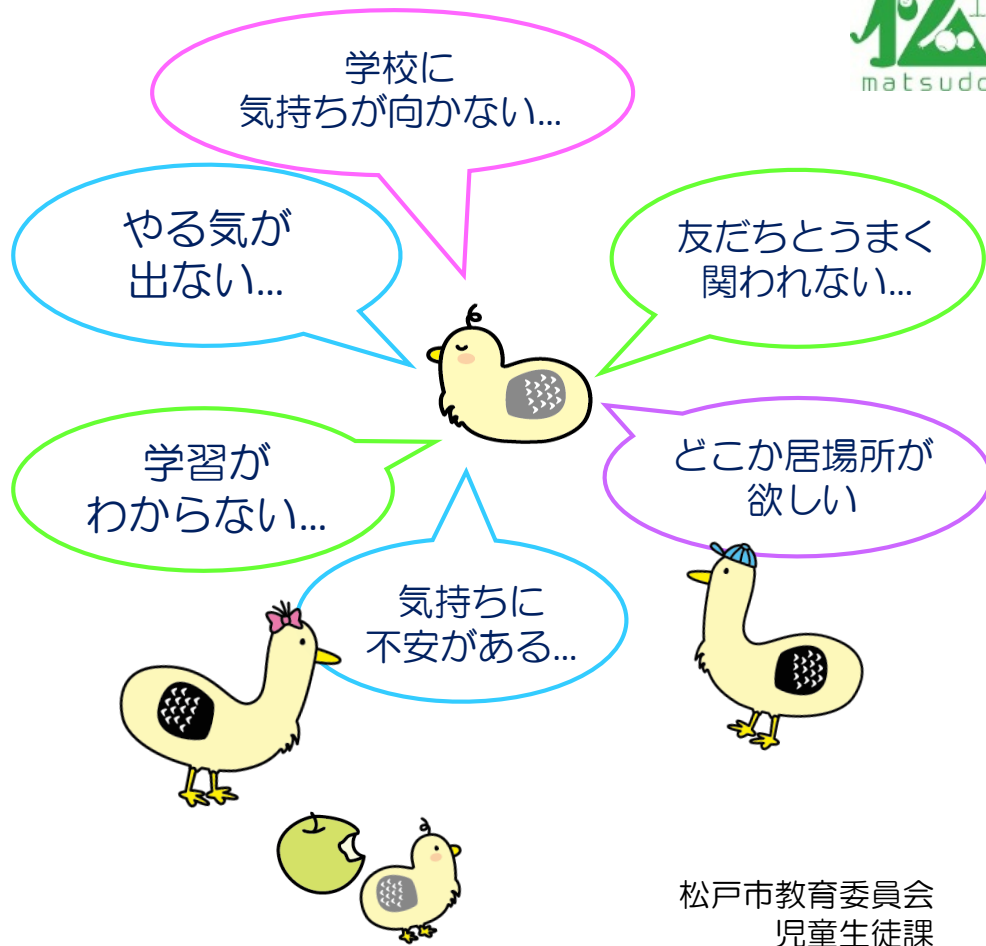 matsudo
学校に
気持ちが向かない...
やる気が
出ない...
友だちとうまく
関われない...
学習が
わからない...
どこか居場所が
欲しい
気持ちに
不安がある...
松戸市教育委員会
児童生徒課